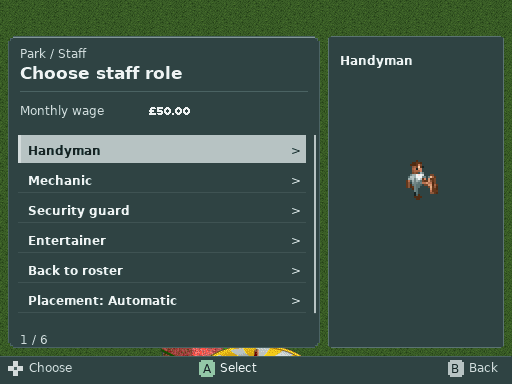 Park / Staff
Choose staff role
Monthly wage £50.00
Handyman >
Mechanic >
Security guard >
Entertainer >
Back to roster >
Placement: Automatic >
1 / 6
Handyman
Choose
A Select
B Back